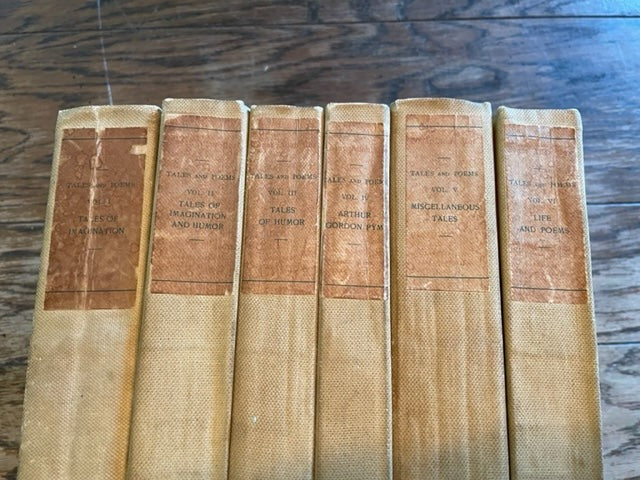 TALES AND POEMS
VOL. I
TALES OF
IMAGINATION
TALES AND POEMS
VOL. II
TALES OF
IMAGINATION
AND HUMOR
TALES AND POEMS
VOL. III
TALES
OF HUMOR
TALES AND POEMS
VOL. IV
ARTHUR
GORDON PYM
TALES AND POEMS
VOL. V
MISCELLANEOUS
TALES
TALES AND POEMS
VOL. VI
LIFE
AND POEMS